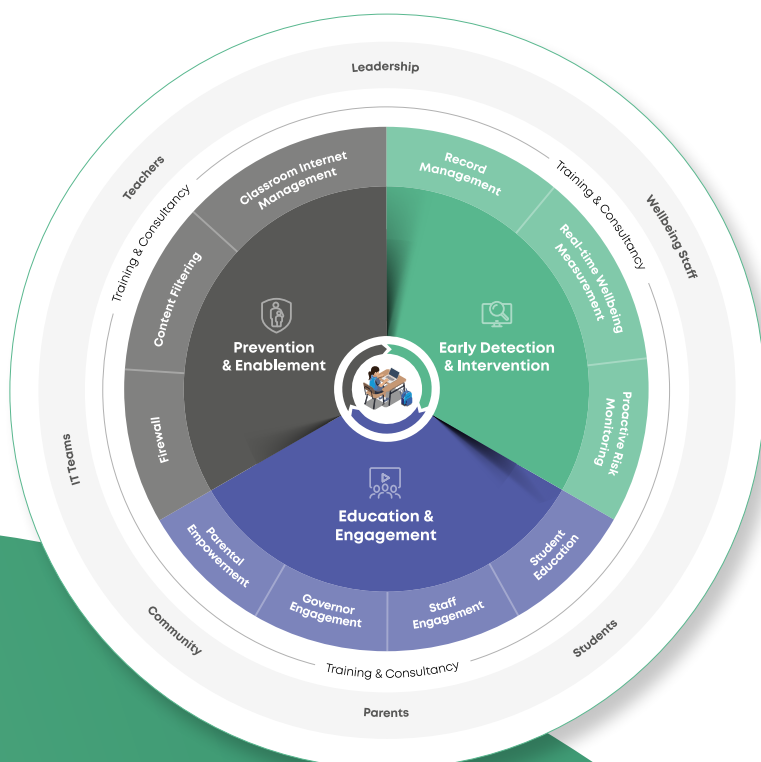 Leadership
Teachers
Wellbeing Staff
IT Teams
Community
Students
Parents
Training & Consultancy
Training & Consultancy
Training & Consultancy
Classroom Internet
Management
Content Filtering
Firewall
Record
Management
Real-time Wellbeing
Measurement
Proactive Risk
Monitoring
Prevention
& Enablement
Early Detection
& Intervention
Education &
Engagement
Parental
Empowerment
Governor
Engagement
Staff
Engagement
Student
Education